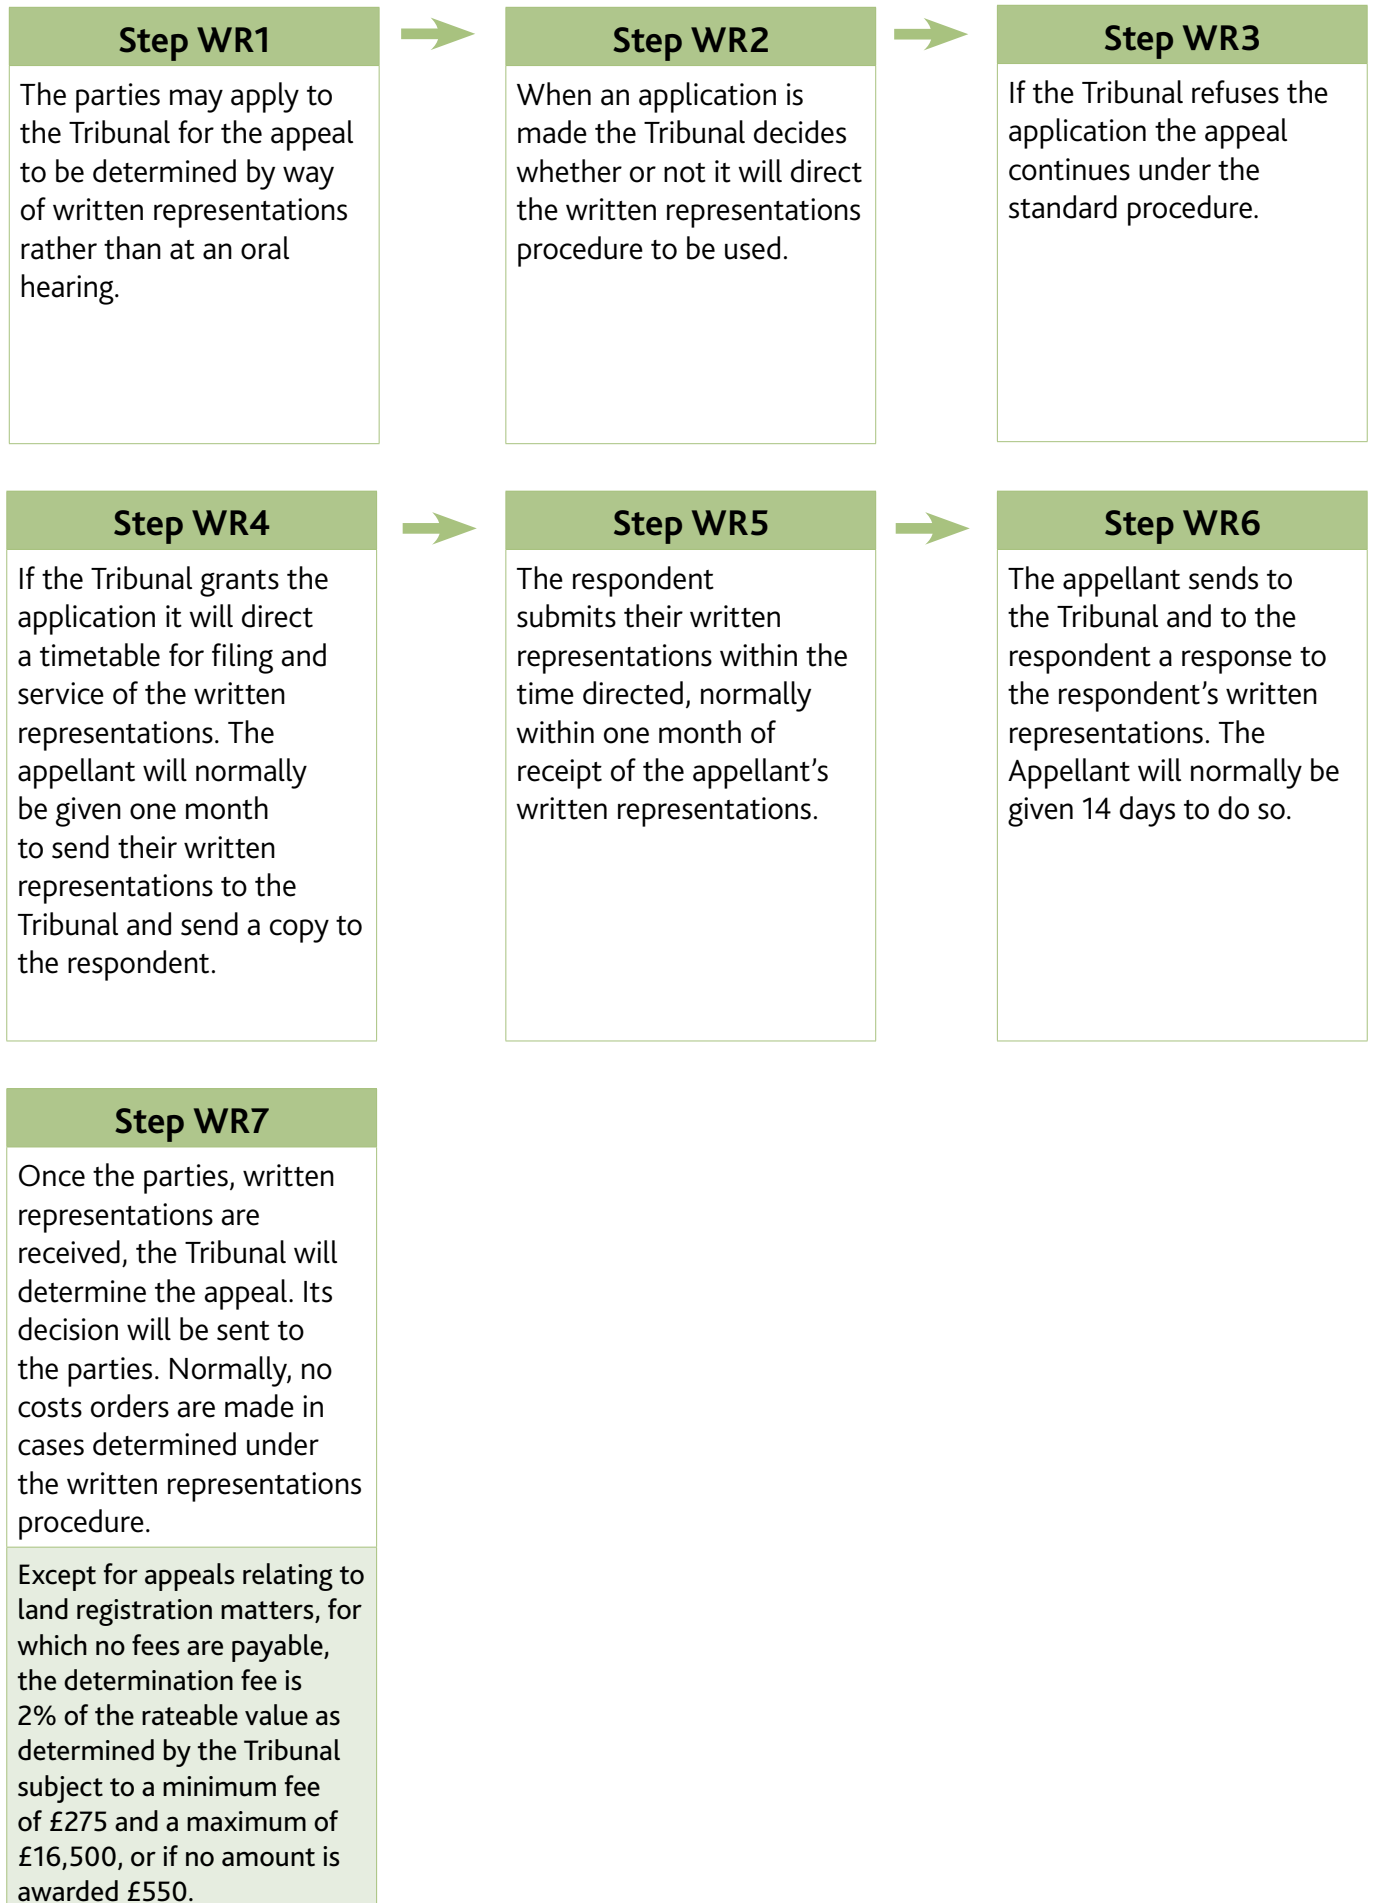 Step WR1
The parties may apply to
the Tribunal for the appeal
to be determined by way
of written representations
rather than at an oral
hearing.
Step WR2
When an application is
made the Tribunal decides
whether or not it will direct
the written representations
procedure to be used.
Step WR3
If the Tribunal refuses the
application the appeal
continues under the
standard procedure.
Step WR4
If the Tribunal grants the
application it will direct
a timetable for filing and
service of the written
representations. The
appellant will normally
be given one month
to send their written
representations to the
Tribunal and send a copy to
the respondent.
Step WR5
The respondent
submits their written
representations within the
time directed, normally
within one month of
receipt of the appellant's
written representations.
Step WR6
The appellant sends to
the Tribunal and to the
respondent a response to
the respondent's written
representations. The
Appellant will normally be
given 14 days to do so.
Step WR7
Once the parties, written
representations are
received, the Tribunal will
determine the appeal. Its
decision will be sent to
the parties. Normally, no
costs orders are made in
cases determined under
the written representations
procedure.
Except for appeals relating to
land registration matters, for
which no fees are payable,
the determination fee is
2% of the rateable value as
determined by the Tribunal
subject to a minimum fee
of £275 and a maximum of
£16,500, or if no amount is
awarded £550.